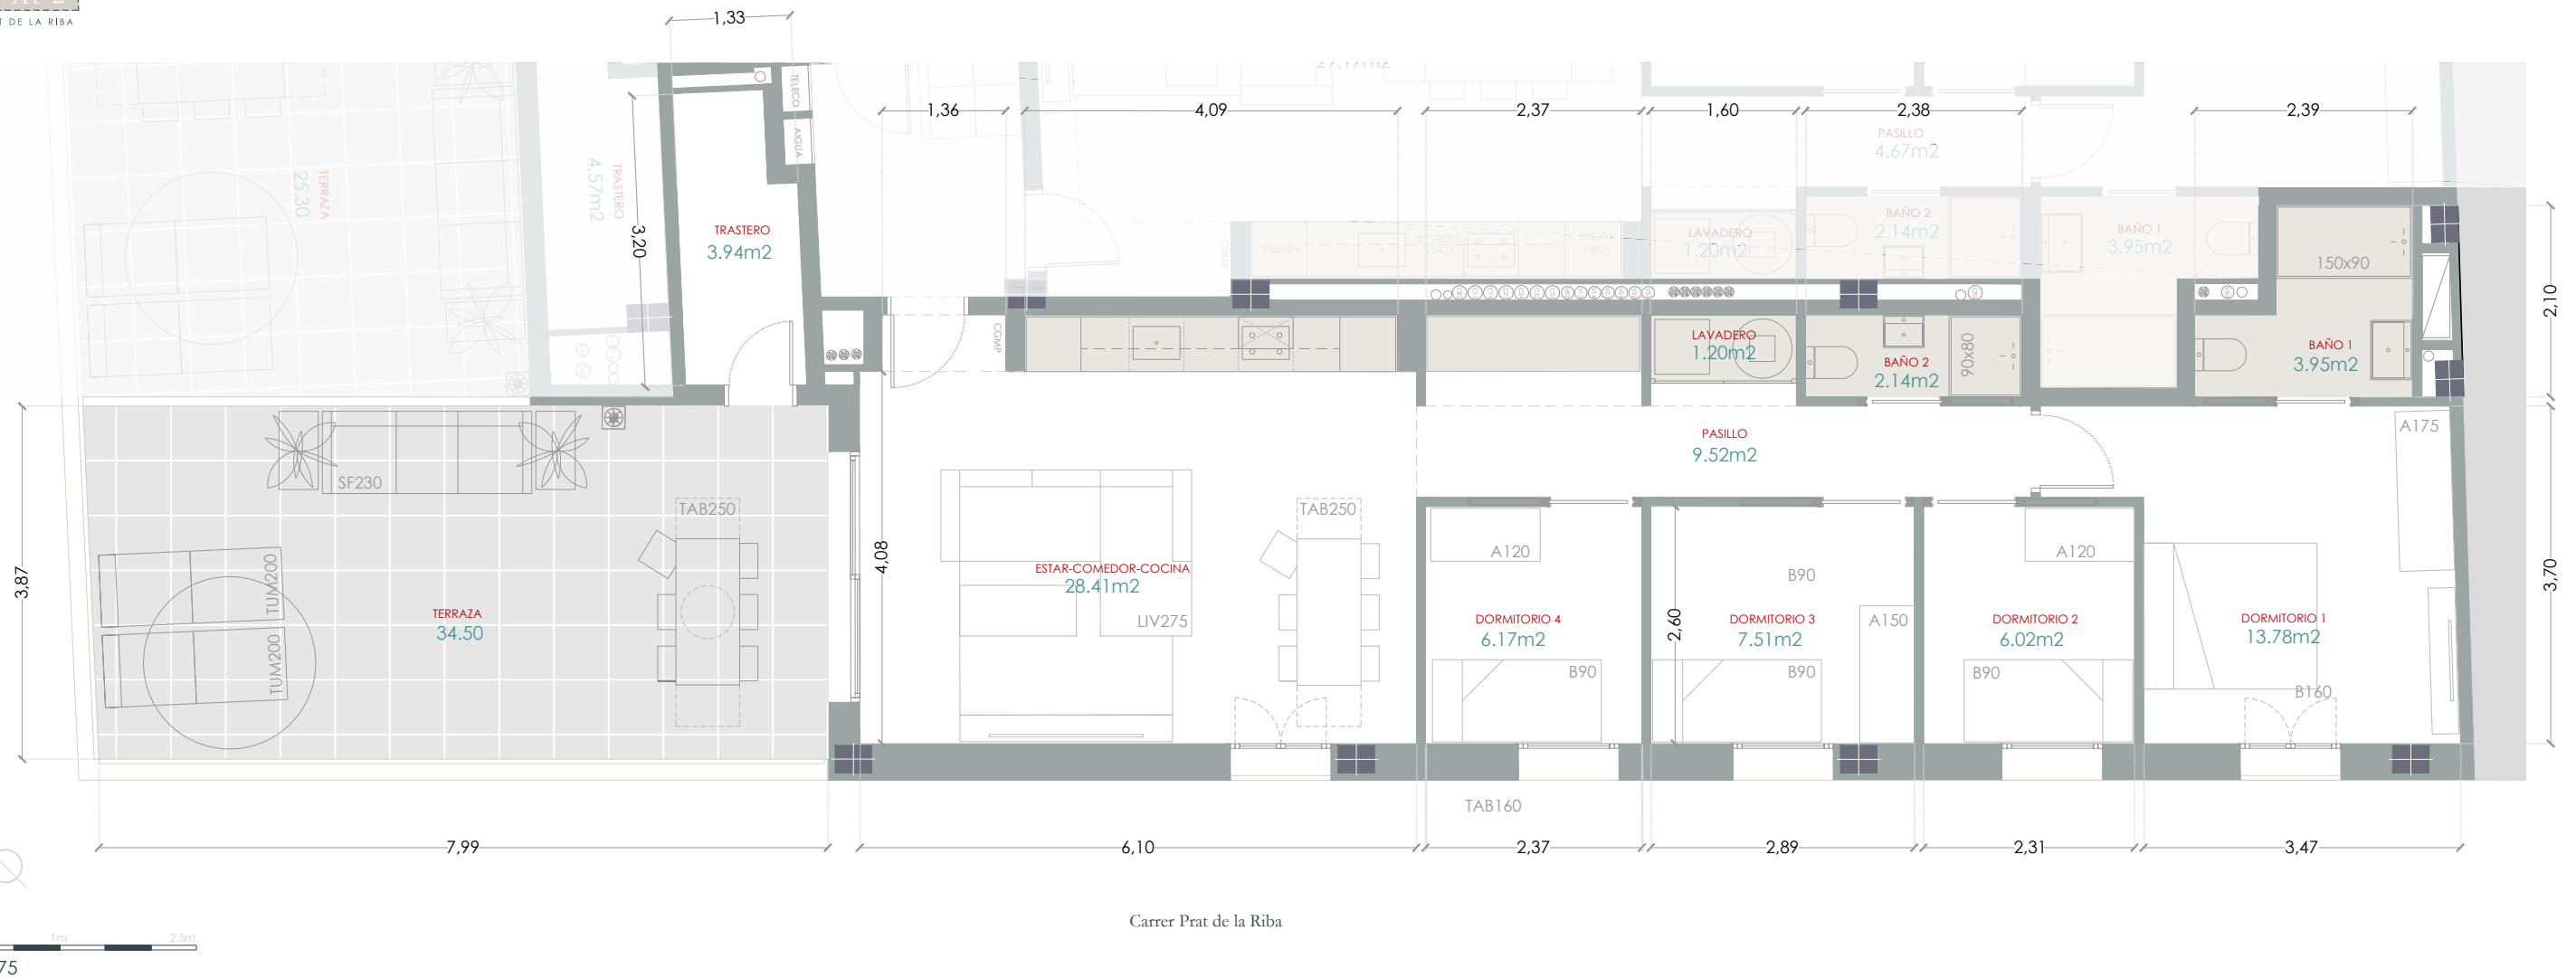 T DE LA RIBA
1,33
TELECO
AIGUA
1,36
4,09
2,37
1,60
2,38
2,39
PASILLO
4.67m2
TERRAZA
25.30
TRASTERO
4.57m2
3,20
TRASTERO
3.94m2
CGMP
NEVERA
LAVADERO
1.20m2
BAÑO 2
2.14m2
BAÑO 1
3.95m2
150x90
2,10
CGMP
LAVADERO
1.20m2
BAÑO 2
2.14m2
90x80
BAÑO 1
3.95m2
PASILLO
9.52m2
A175
SF230
TAB250
TAB250
3,87
4,08
TUM200
TUM200
TERRAZA
34.50
ESTAR-COMEDOR-COCINA
28.41m2
LIV275
A120
DORMITORIO 4
6.17m2
B90
2,60
B90
DORMITORIO 3
7.51m2
A150
B90
A120
DORMITORIO 2
6.02m2
B90
DORMITORIO 1
13.78m2
B160
3,70
TAB160
7,99
6,10
2,37
2,89
2,31
3,47
Carrer Prat de la Riba
1m
2,5m
75